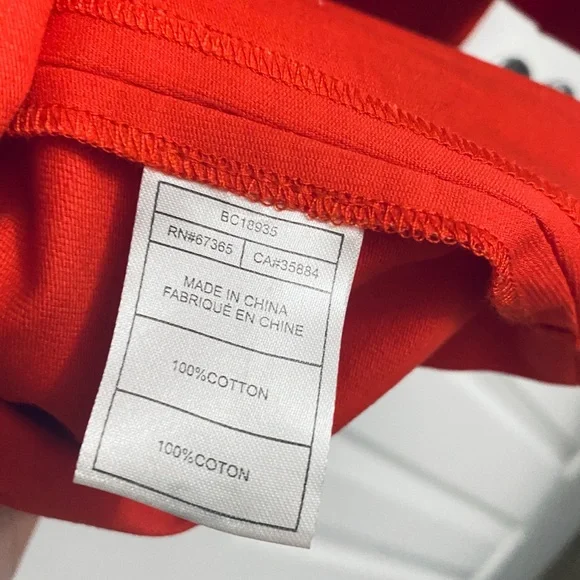 BC18935
RN#67365 CA#35884
MADE IN CHINA
FABRIQUÉ EN CHINE
100%COTTON
100%COTON